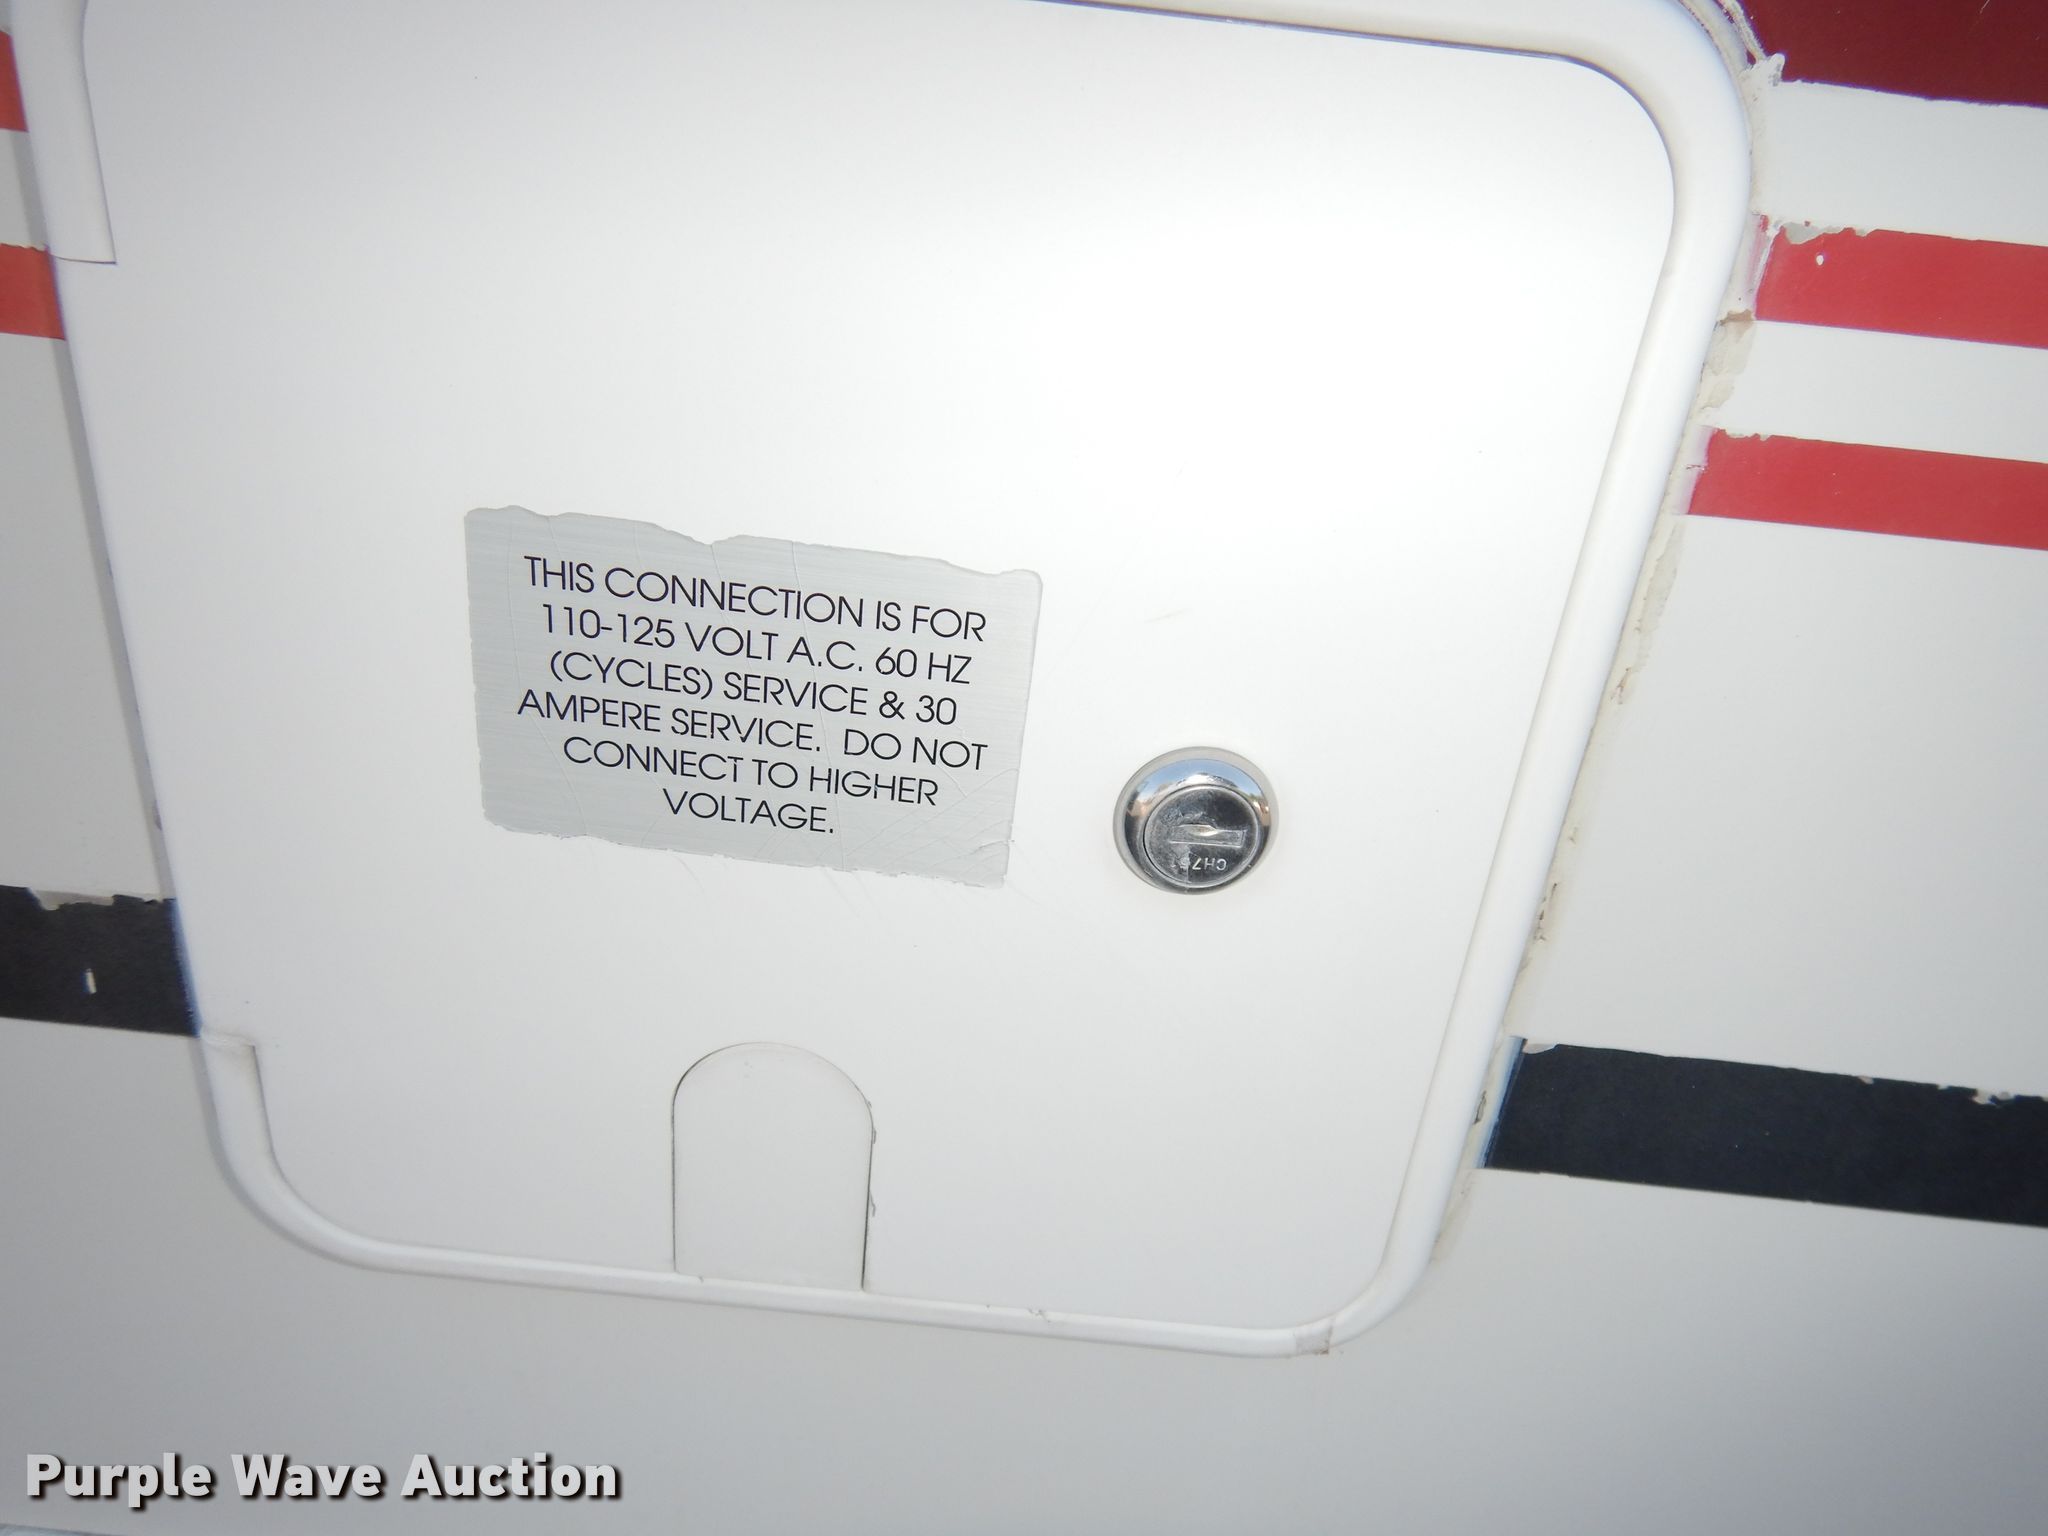 THIS CONNECTION IS FOR
110-125 VOLT A.C. 60 HZ
(CYCLES) SERVICE & 30
AMPERE SERVICE. DO NOT
CONNECT TO HIGHER
VOLTAGE.
CH751
Purple Wave Auction